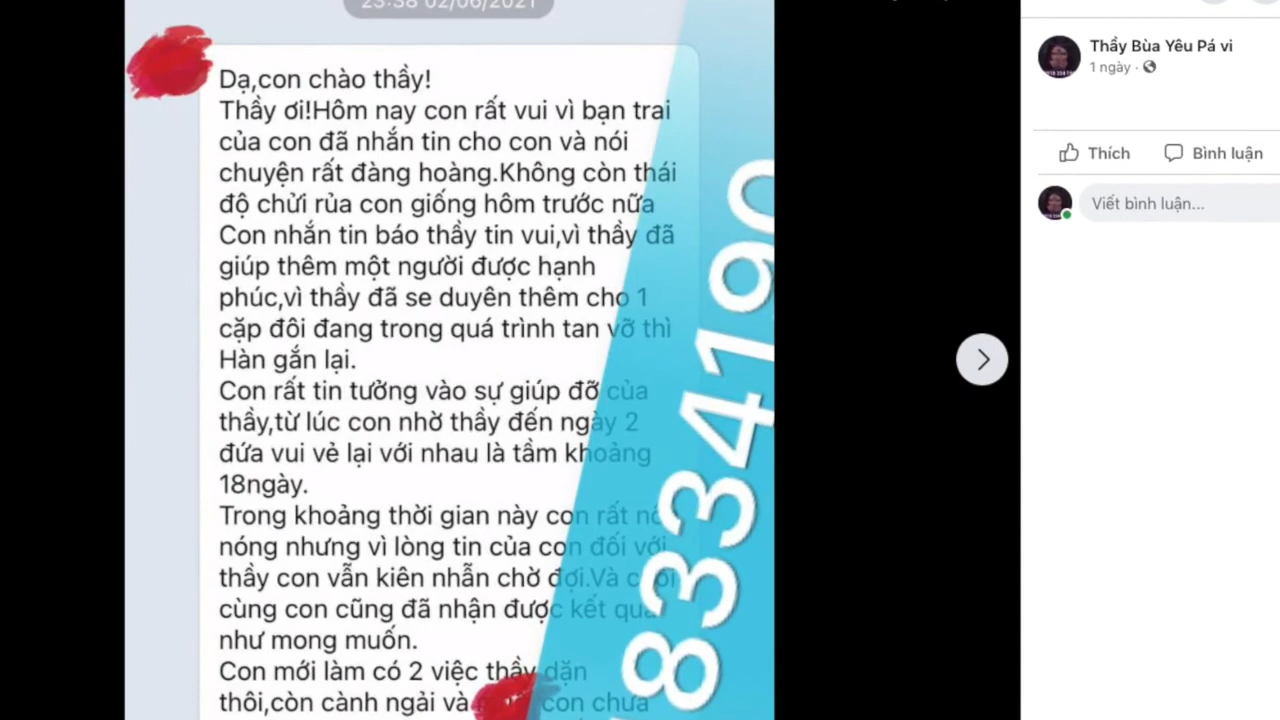 23:38 02/06/2021
Dạ,con chào thầy!
Thầy ơi!Hôm nay con rất vui vì bạn trai
của con đã nhắn tin cho con và nói
chuyện rất đàng hoàng.Không còn thái
độ chửi rủa con giống hôm trước nữa
Con nhắn tin báo thầy tin vui,vì thầy đã
giúp thêm một người được hạnh
phúc,vì thầy đã se duyên thêm cho 1
cặp đôi đang trong quá trình tan vỡ thì
Hàn gắn lại.
Con rất tin tưởng vào sự giúp đỡ của
thầy,từ lúc con nhờ thầy đến ngày 2
đứa vui vẻ lại với nhau là tầm khoảng
18ngày.
Trong khoảng thời gian này con rất
nóng nhưng vì lòng tin của con đối với
thầy con vẫn kiên nhẫn chờ đợi.Và
cùng con cũng đã nhận được kết quả
như mong muốn.
Con mới làm có 2 việc thầy dặn
thôi,còn cành ngải và con chưa
8334190
Thầy Bùa Yêu Pá vi
1 ngày
Thích
Bình luận
Viết bình luận...